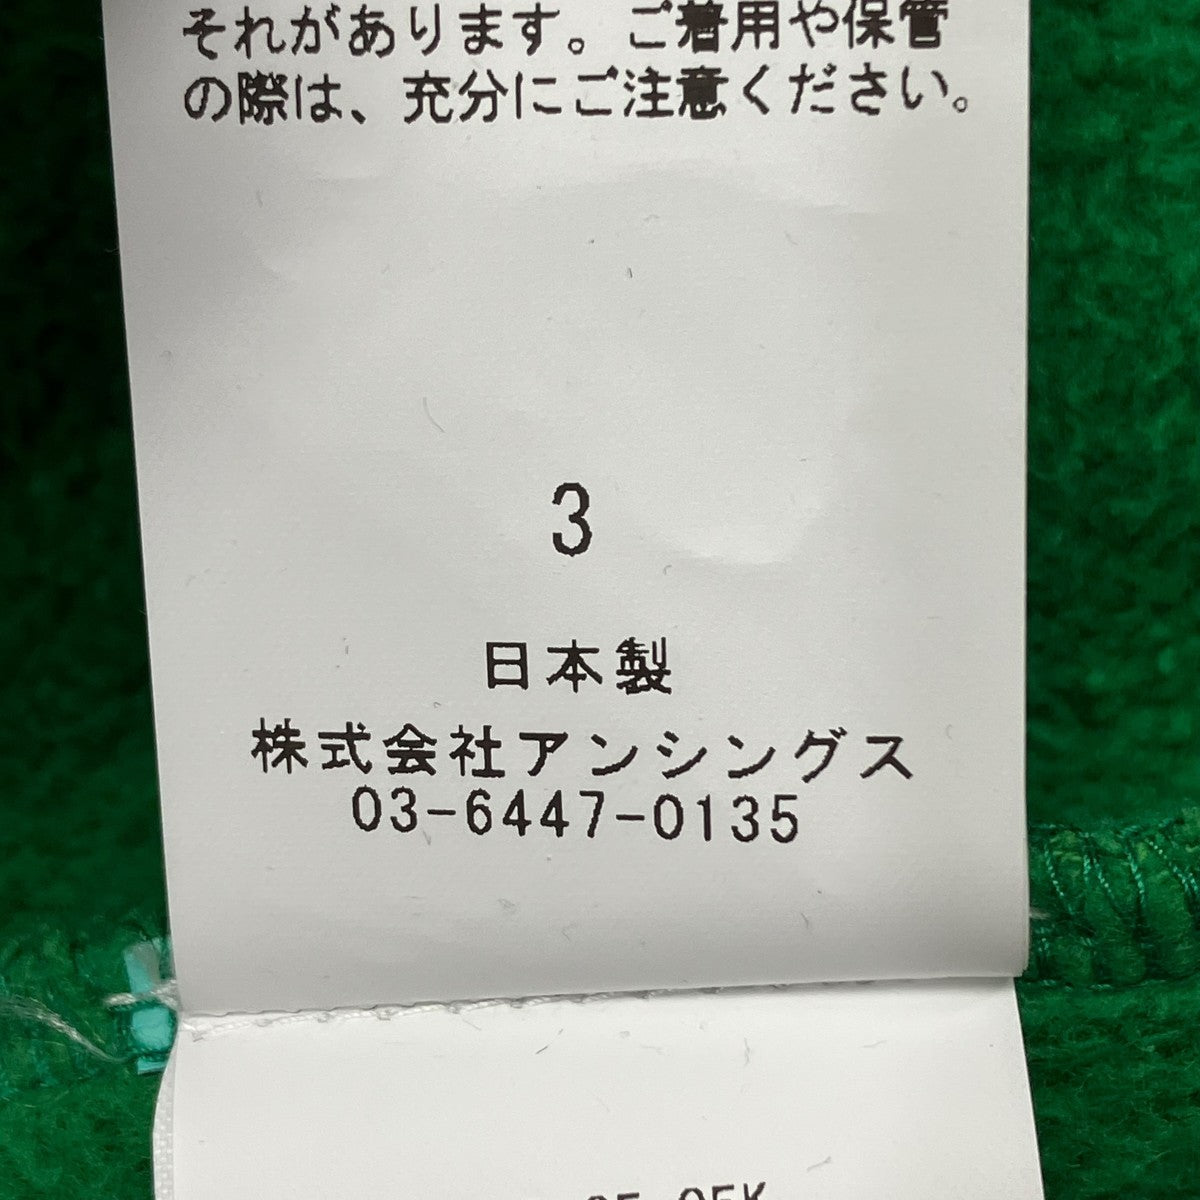 それがあります。ご着用や保管
の際は、充分にご注意ください。
3
日本製
株式会社アンシングス
03-6447-0135